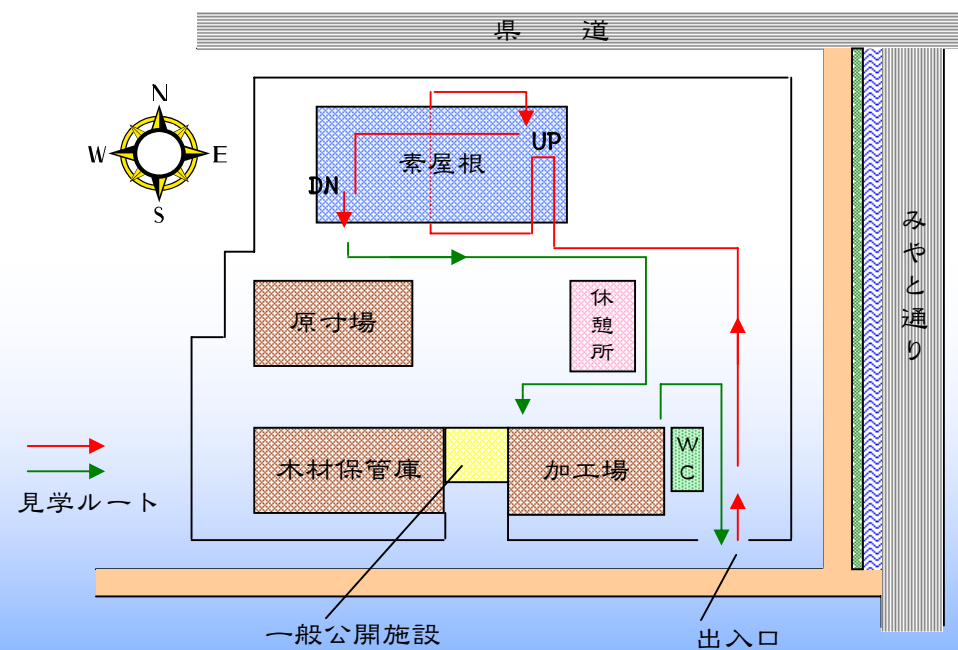 県 道
N
W
E
S
UP
素屋根
DN
みやと通り
原寸場
休憩所
木材保管庫
加工場
WC
見学ルート
一般公開施設
出入口